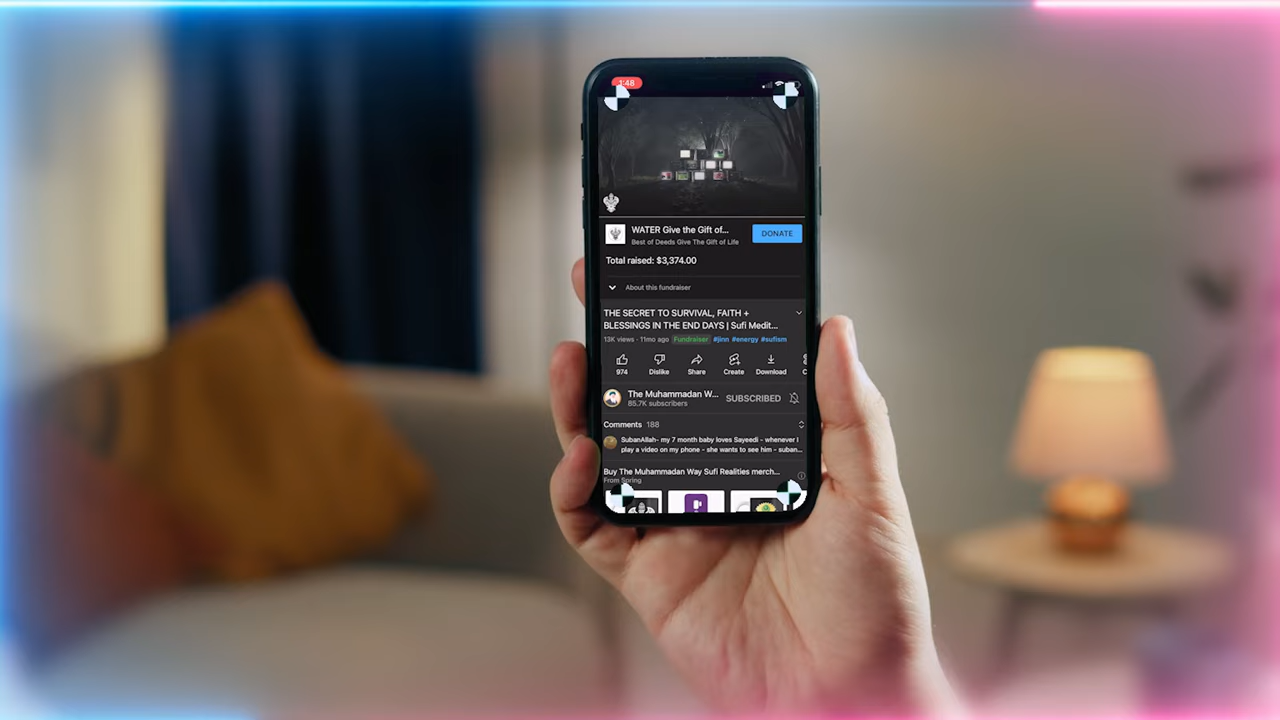 1:48
WATER Give the Gift of...
Best of Deeds Give The Gift of Life
DONATE
Total raised: $3,374.00
About this fundraiser
THE SECRET TO SURVIVAL, FAITH +
BLESSINGS IN THE END DAYS | Sufi Medit...
13K views · 11mo ago Fundraiser #jinn #energy #sufism
974 Dislike Share Create Download
The Muhammadan W...
85.7K subscribers
SUBSCRIBED
Comments 188
SubanAllah- my 7 month baby loves Sayeedi - whenever I
play a video on my phone - she wants to see him - suban...
Buy The Muhammadan Way Sufi Realities merch...
From Spring